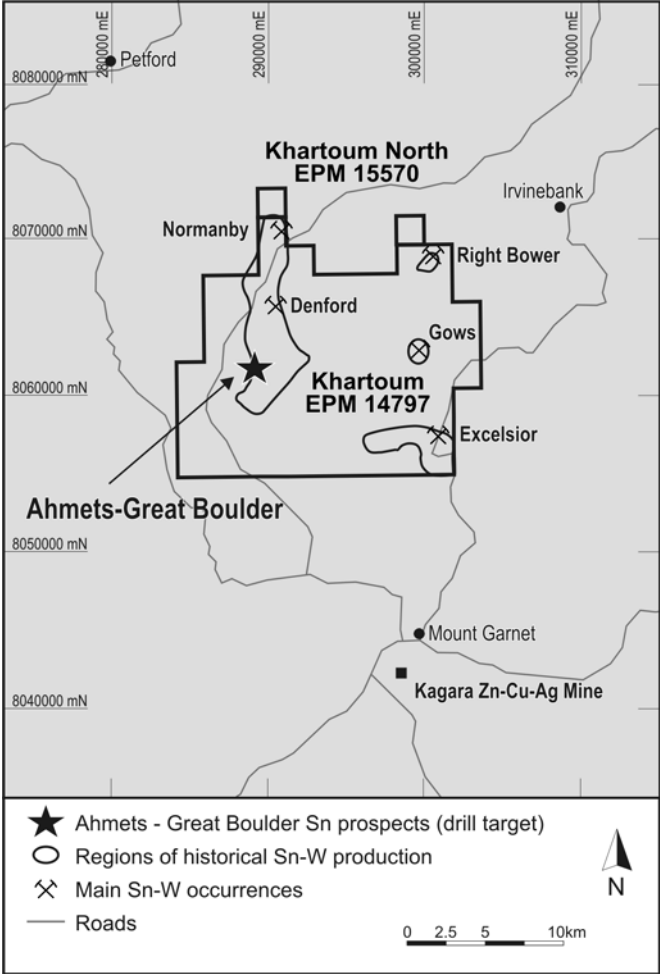 280000 mE
290000 mE
300000 mE
310000 mE
Petford
8080000 mN
Khartoum North
EPM 15570
Irvinebank
Normanby
8070000 mN
Right Bower
Denford
Gows
Khartoum
EPM 14797
8060000 mN
Excelsior
Ahmets-Great Boulder
8050000 mN
Mount Garnet
Kagara Zn-Cu-Ag Mine
8040000 mN
Ahmets - Great Boulder Sn prospects (drill target)
Regions of historical Sn-W production
Main Sn-W occurrences
Roads
N
0 2.5 5 10km